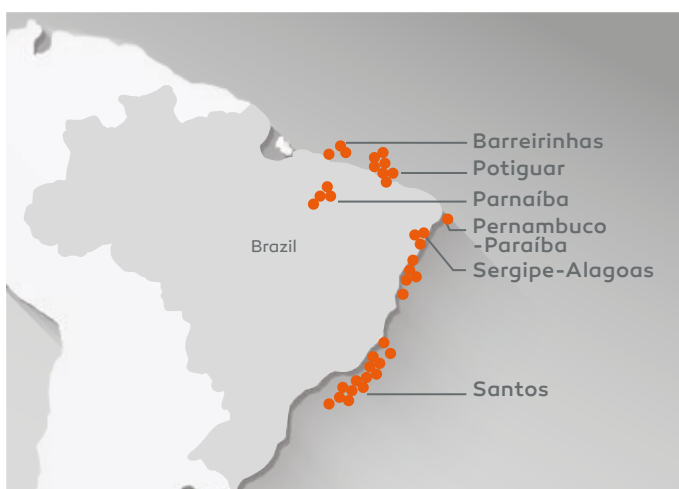 Barreirinhas
Potiguar
Parnaíba
Pernambuco
-Paraíba
Brazil
Sergipe-Alagoas
Santos